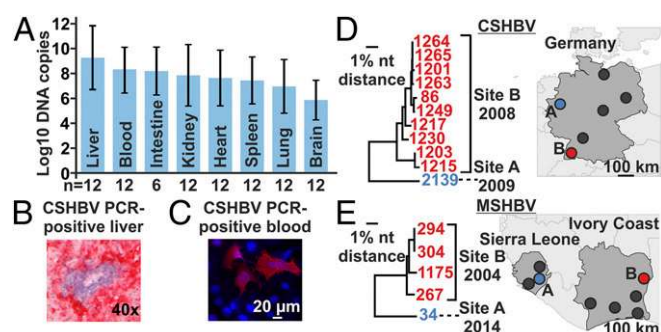 A
Log10 DNA copies
12
10
8
6
4
2
0
Liver
Blood
Intestine
Kidney
Heart
Spleen
Lung
Brain
n=12 12 6 12 12 12 12 12
B
CSHBV PCR-
positive liver
40x
C
CSHBV PCR-
positive blood
20 µm
D
CSHBV
1% nt
distance
1264
1265
1201
1263
86
1249
1217
1230
1203
1215
2139
Site B
2008
Site A
2009
Germany
A
B
100 km
E
MSHBV
1% nt
distance
294
304
1175
267
34
Site B
2004
Site A
2014
Sierra Leone
Ivory Coast
A
B
100 km